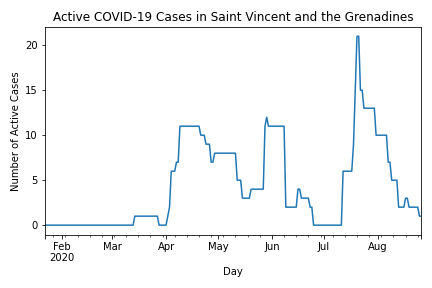 Active COVID-19 Cases in Saint Vincent and the Grenadines
Number of Active Cases
20
15
10
5
0
Feb Mar Apr May Jun Jul Aug
2020
Day